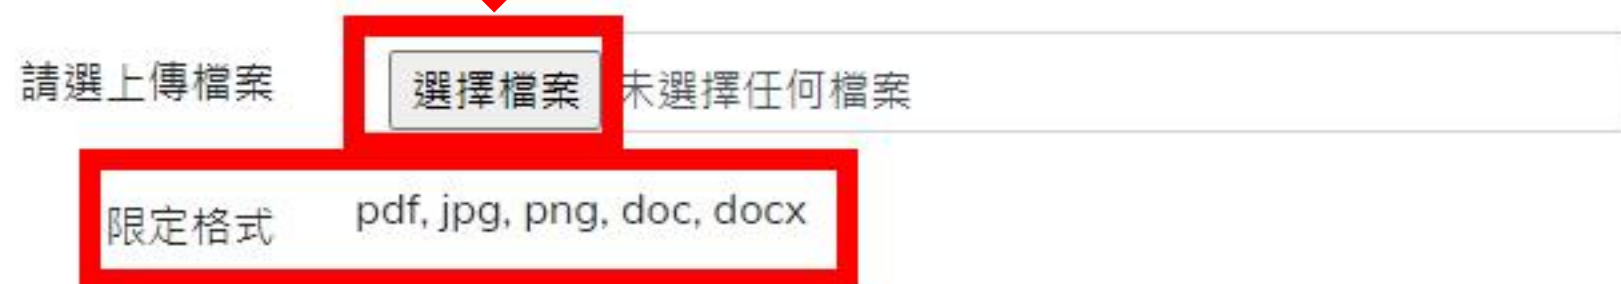 請選上傳檔案 選擇檔案 未選擇任何檔案
限定格式 pdf, jpg, png, doc, docx